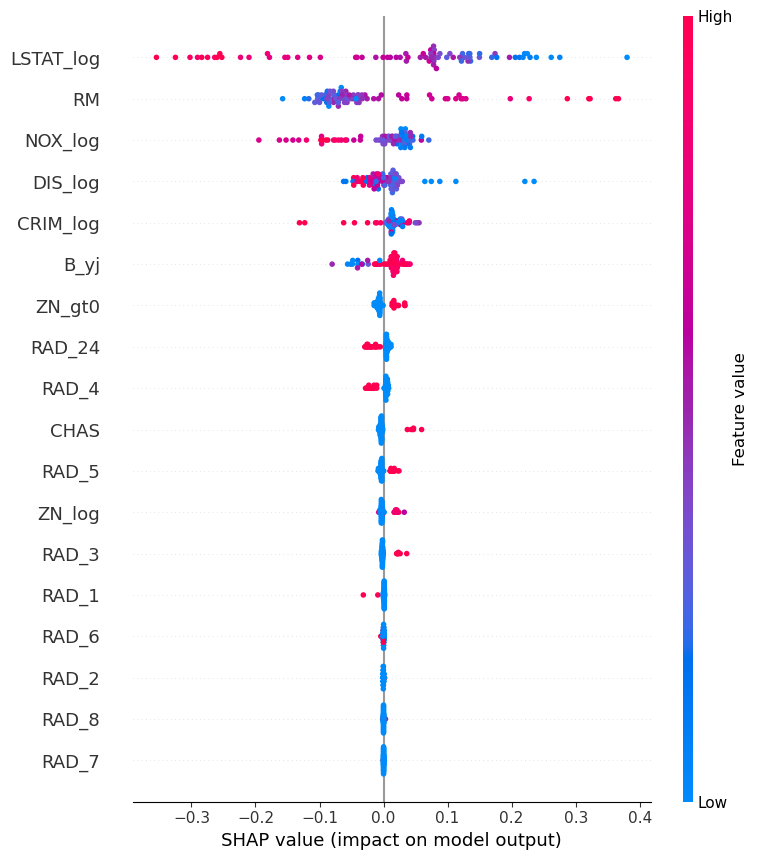 High
LSTAT_log
RM
NOX_log
DIS_log
CRIM_log
B_yj
ZN_gt0
RAD_24
RAD_4
CHAS
RAD_5
ZN_log
RAD_3
RAD_1
RAD_6
RAD_2
RAD_8
RAD_7
Feature value
Low
−0.3 −0.2 −0.1 0.0 0.1 0.2 0.3 0.4
SHAP value (impact on model output)